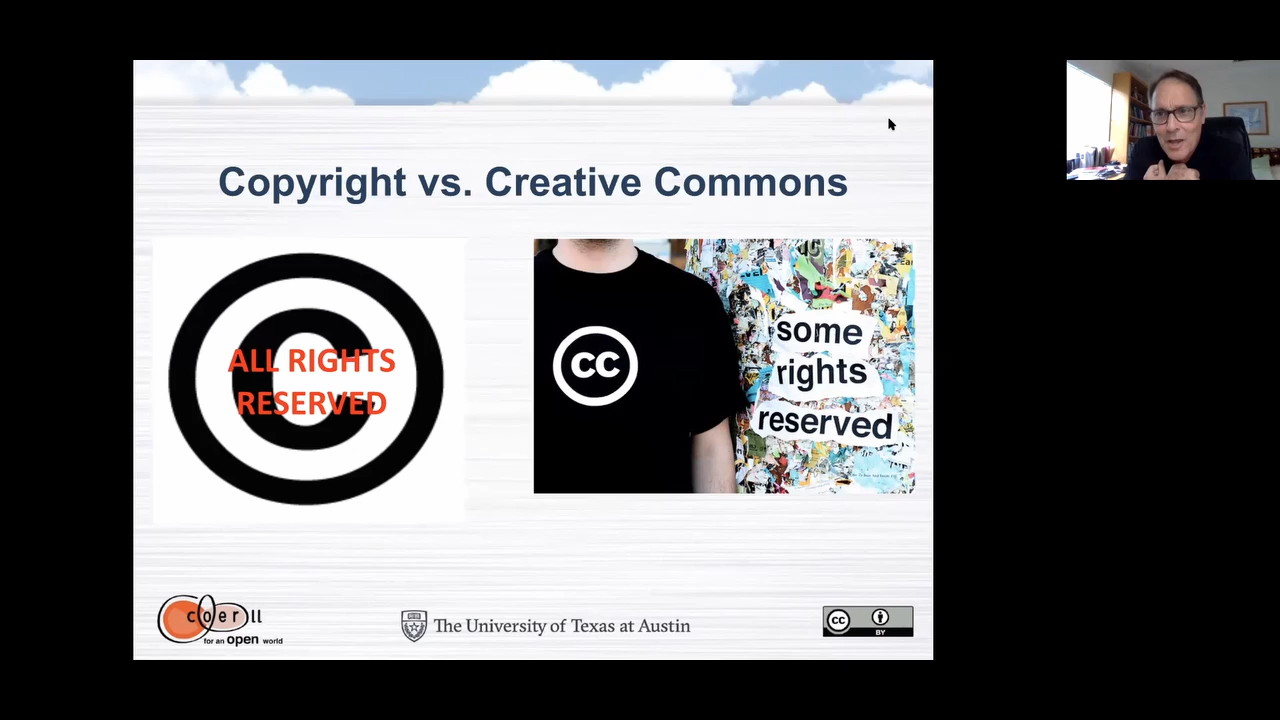 Copyright vs. Creative Commons
ALL RIGHTS
RESERVED
cc
some
rights
reserved
coerll
for an open world
The University of Texas at Austin
cc
BY